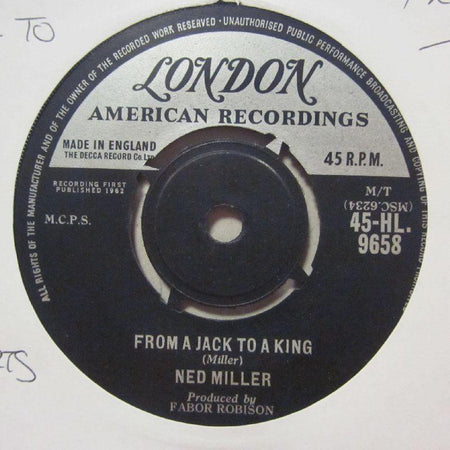 TO
ALL RIGHTS OF THE MANUFACTURER AND OF THE OWNER OF THE RECORDED WORK RESERVED · UNAUTHORISED PUBLIC PERFORMANCE BROADCASTING AND COPYING OF THIS RECORD PROHIBITED
LONDON
AMERICAN RECORDINGS
MADE IN ENGLAND
THE DECCA RECORD Co Ltd
45 R.P.M.
RECORDING FIRST
PUBLISHED 1962
M.C.P.S.
M/T
(MSC.6234)
45-HL.
9658
FROM A JACK TO A KING
(Miller)
NED MILLER
Produced by
FABOR ROBISON